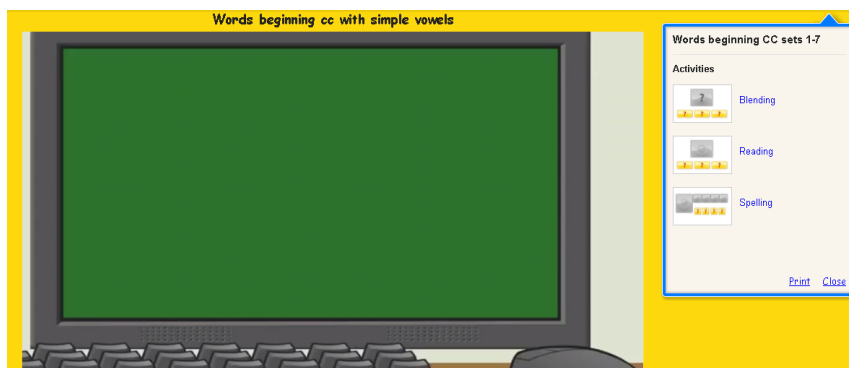 Words beginning cc with simple vowels
Words beginning CC sets 1-7
Activities
Blending
Reading
Spelling
Print Close